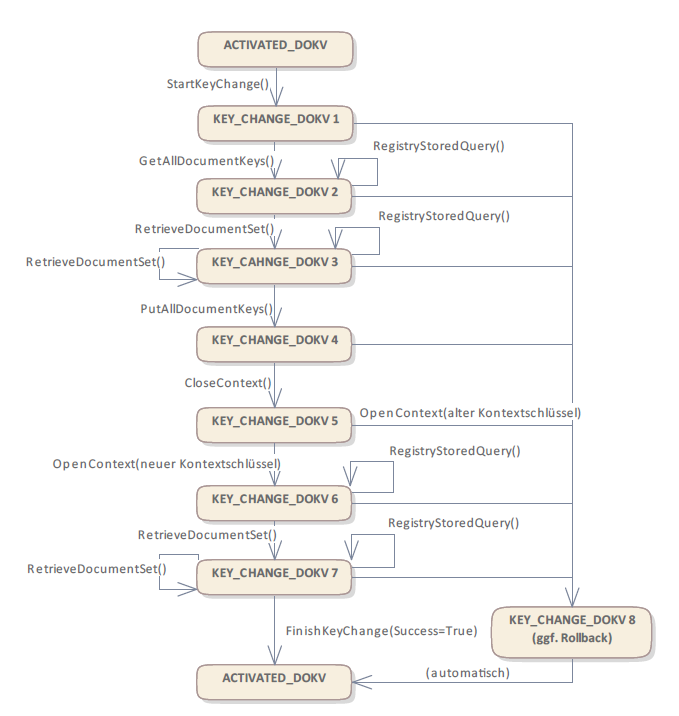 ACTIVATED_DOKV
StartKeyChange()
KEY_CHANGE_DOKV 1
RegistryStoredQuery()
GetAllDocumentKeys()
KEY_CHANGE_DOKV 2
RegistryStoredQuery()
RetrieveDocumentSet()
RetrieveDocumentSet()
KEY_CAHNGE_DOKV 3
PutAllDocumentKeys()
KEY_CHANGE_DOKV 4
CloseContext()
OpenContext(alter Kontextschlüssel)
KEY_CHANGE_DOKV 5
RegistryStoredQuery()
OpenContext(neuer Kontextschlüssel)
KEY_CHANGE_DOKV 6
RegistryStoredQuery()
RetrieveDocumentSet()
RetrieveDocumentSet()
KEY_CHANGE_DOKV 7
KEY_CHANGE_DOKV 8
(ggf. Rollback)
FinishKeyChange(Success=True)
(automatisch)
ACTIVATED_DOKV